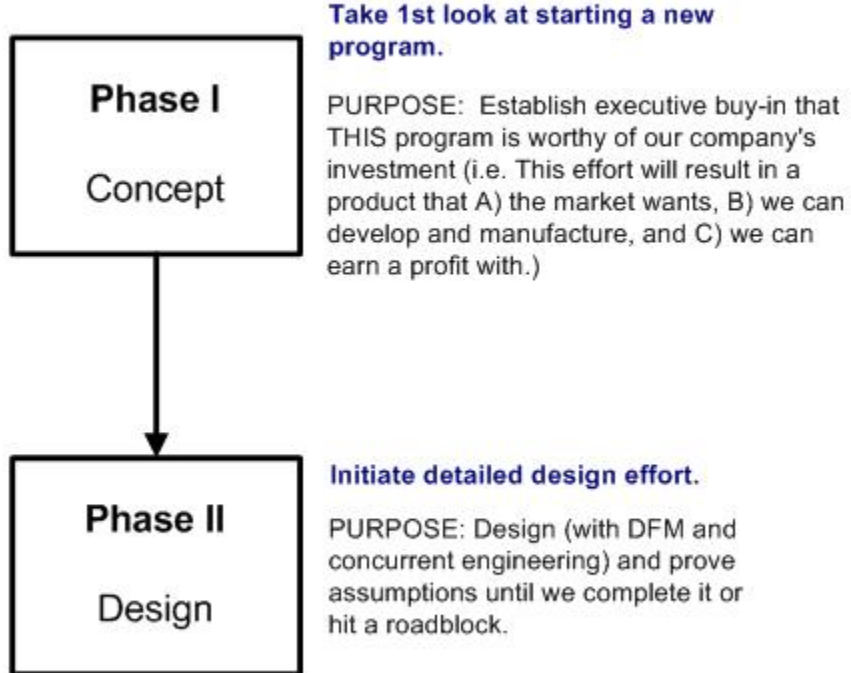 Take 1st look at starting a new
program.
Phase I
Concept
PURPOSE:  Establish executive buy-in that
THIS program is worthy of our company's
investment (i.e. This effort will result in a
product that A) the market wants, B) we can
develop and manufacture, and C) we can
earn a profit with.)
Initiate detailed design effort.
Phase II
Design
PURPOSE: Design (with DFM and
concurrent engineering) and prove
assumptions until we complete it or
hit a roadblock.